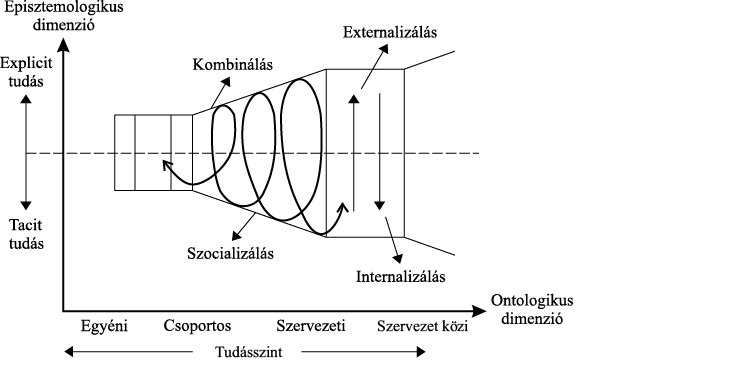 Episztemologikus
dimenzió
Externalizálás
Explicit
tudás
Kombinálás
Tacit
tudás
Szocializálás
Internalizálás
Ontologikus
dimenzió
Egyéni
Csoportos
Szervezeti
Szervezet közi
Tudásszint